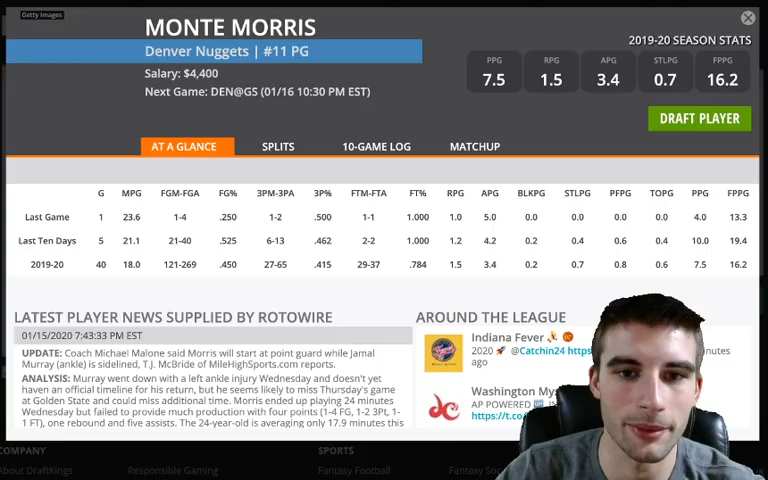 Getty Images
MONTE MORRIS
Denver Nuggets | #11 PG
Salary: $4,400
Next Game: DEN@GS (01/16 10:30 PM EST)
2019-20 SEASON STATS
PPG RPG APG STLPG FPPG
7.5 1.5 3.4 0.7 16.2
DRAFT PLAYER
AT A GLANCE SPLITS 10-GAME LOG MATCHUP
G MPG FGM-FGA FG% 3PM-3PA 3P% FTM-FTA FT% RPG APG BLKPG STLPG PFPG TOPG PPG FPPG
Last Game 1 23.6 1-4 .250 1-2 .500 1-1 1.000 1.0 5.0 0.0 0.0 0.0 0.0 4.0 13.3
Last Ten Days 5 21.1 21-40 .525 6-13 .462 2-2 1.000 1.2 4.2 0.2 0.4 0.6 0.4 10.0 19.4
2019-20 40 18.0 121-269 .450 27-65 .415 29-37 .784 1.5 3.4 0.2 0.7 0.8 0.6 7.5 16.2
LATEST PLAYER NEWS SUPPLIED BY ROTOWIRE
01/15/2020 7:43:33 PM EST
UPDATE: Coach Michael Malone said Morris will start at point guard while Jamal
Murray (ankle) is sidelined, T.J. McBride of MileHighSports.com reports.
ANALYSIS: Murray went down with a left ankle injury Wednesday and doesn't yet
haven an official timeline for his return, but he seems likely to miss Thursday's game
at Golden State and could miss additional time. Morris ended up playing 24 minutes
Wednesday but failed to provide much production with four points (1-4 FG, 1-2 3Pt, 1-
1 FT), one rebound and five assists. The 24-year-old is averaging only 17.9 minutes this
AROUND THE LEAGUE
Indiana Fever
2020 🚀 @Catchin24 https
ago
Washington Mys
AP POWERED
https://t.co
COMPANY SPORTS
About DraftKings Responsible Gaming Fantasy Football Fantasy Soc